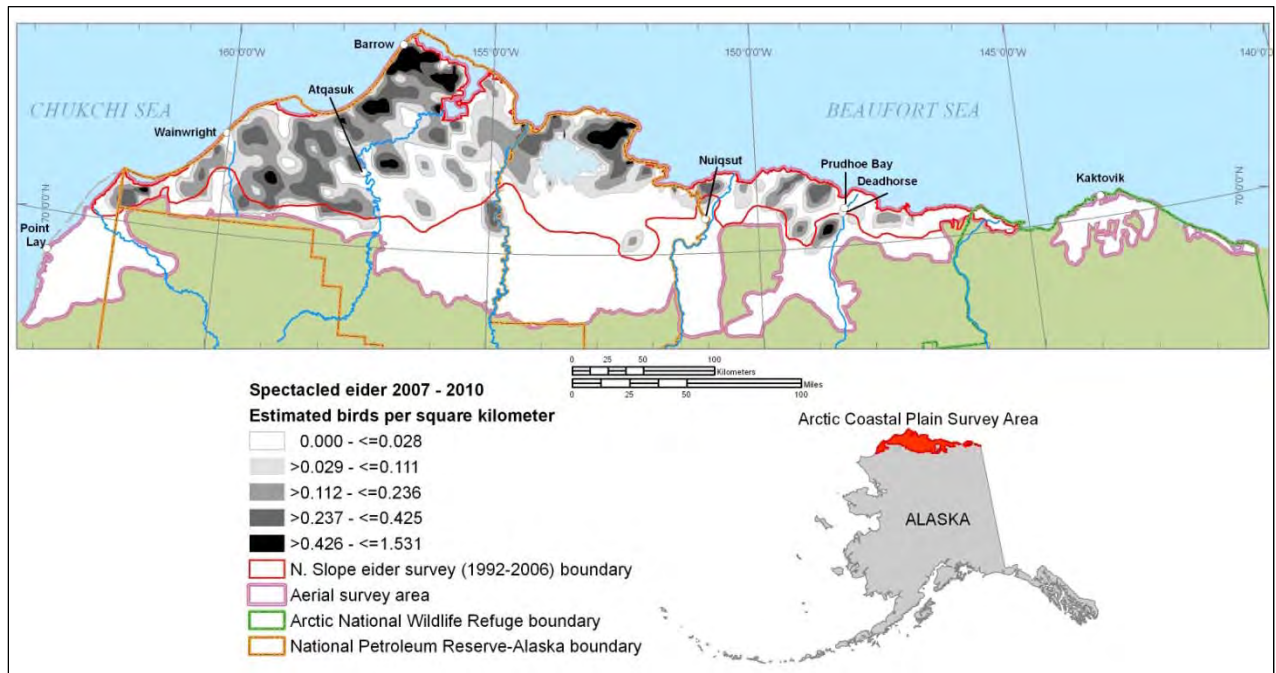 160°0'0"W
155°0'0"W
150°0'0"W
145°0'0"W
140°0'
Barrow
Atqasuk
CHUKCHI SEA
BEAUFORT SEA
Wainwright
Nuiqsut
Prudhoe Bay
Deadhorse
Kaktovik
70°0'0"N
70°0'0"N
Point
Lay
0 25 50 100
Kilometers
Miles
0 25 50 100
Spectacled eider 2007 - 2010
Estimated birds per square kilometer
0.000 - <=0.028
>0.029 - <=0.111
>0.112 - <=0.236
>0.237 - <=0.425
>0.426 - <=1.531
N. Slope eider survey (1992-2006) boundary
Aerial survey area
Arctic National Wildlife Refuge boundary
National Petroleum Reserve-Alaska boundary
Arctic Coastal Plain Survey Area
ALASKA